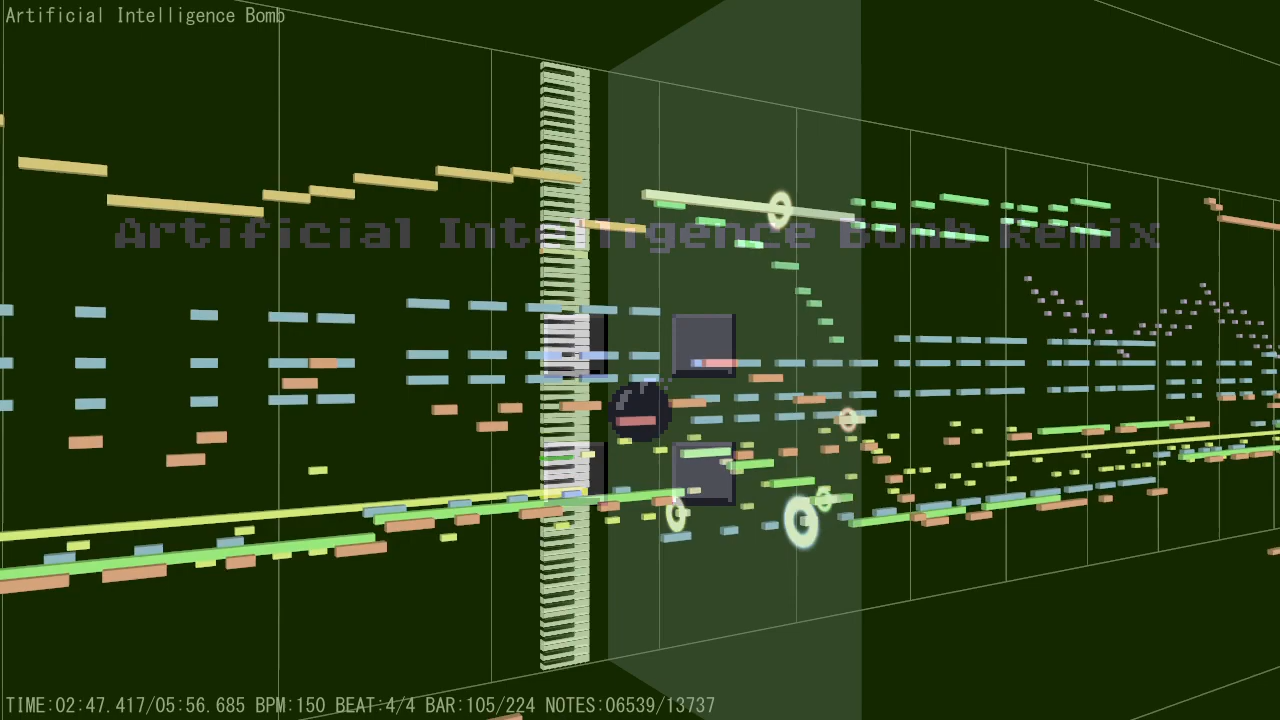 Artificial Intelligence Bomb
Artificial Intelligence Bomb Remix
TIME:02:47.417/05:56.685 BPM:150 BEAT:4/4 BAR:105/224 NOTES:06539/13737